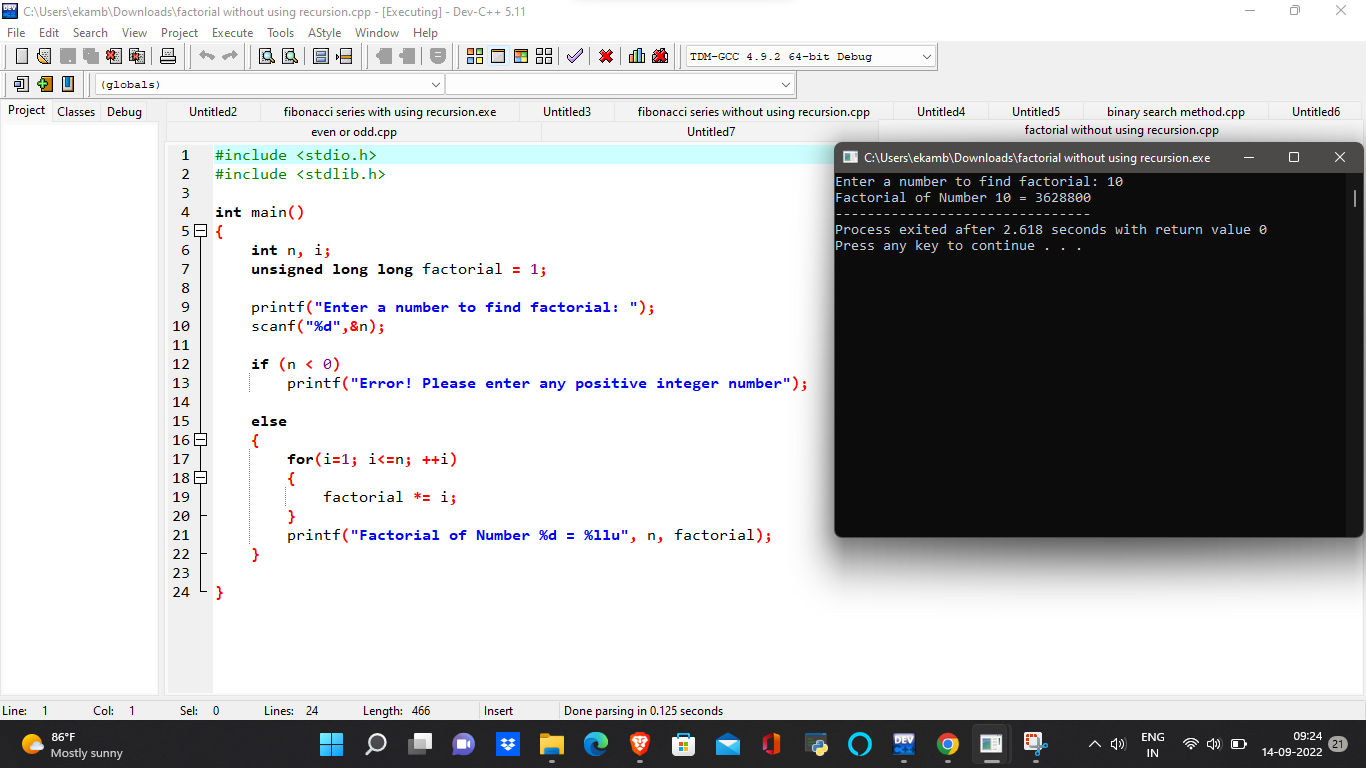 C:\Users\ekamb\Downloads\factorial without using recursion.cpp - [Executing] - Dev-C++ 5.11
File Edit Search View Project Execute Tools AStyle Window Help
TDM-GCC 4.9.2 64-bit Debug
(globals)
Project Classes Debug
Untitled2 fibonacci series with using recursion.exe Untitled3 fibonacci series without using recursion.cpp Untitled4 Untitled5 binary search method.cpp Untitled6
even or odd.cpp Untitled7 factorial without using recursion.cpp
1 #include <stdio.h>
2 #include <stdlib.h>
3
4 int main()
5 {
6 int n, i;
7 unsigned long long factorial = 1;
8
9 printf("Enter a number to find factorial: ");
10 scanf("%d",&n);
11
12 if (n < 0)
13 printf("Error! Please enter any positive integer number");
14
15 else
16 {
17 for(i=1; i<=n; ++i)
18 {
19 factorial *= i;
20 }
21 printf("Factorial of Number %d = %llu", n, factorial);
22 }
23
24 }
C:\Users\ekamb\Downloads\factorial without using recursion.exe
Enter a number to find factorial: 10
Factorial of Number 10 = 3628800
--------------------------------
Process exited after 2.618 seconds with return value 0
Press any key to continue . . .
Line: 1 Col: 1 Sel: 0 Lines: 24 Length: 466 Insert Done parsing in 0.125 seconds
86°F
Mostly sunny
DEV
ENG
IN
09:24
14-09-2022
21